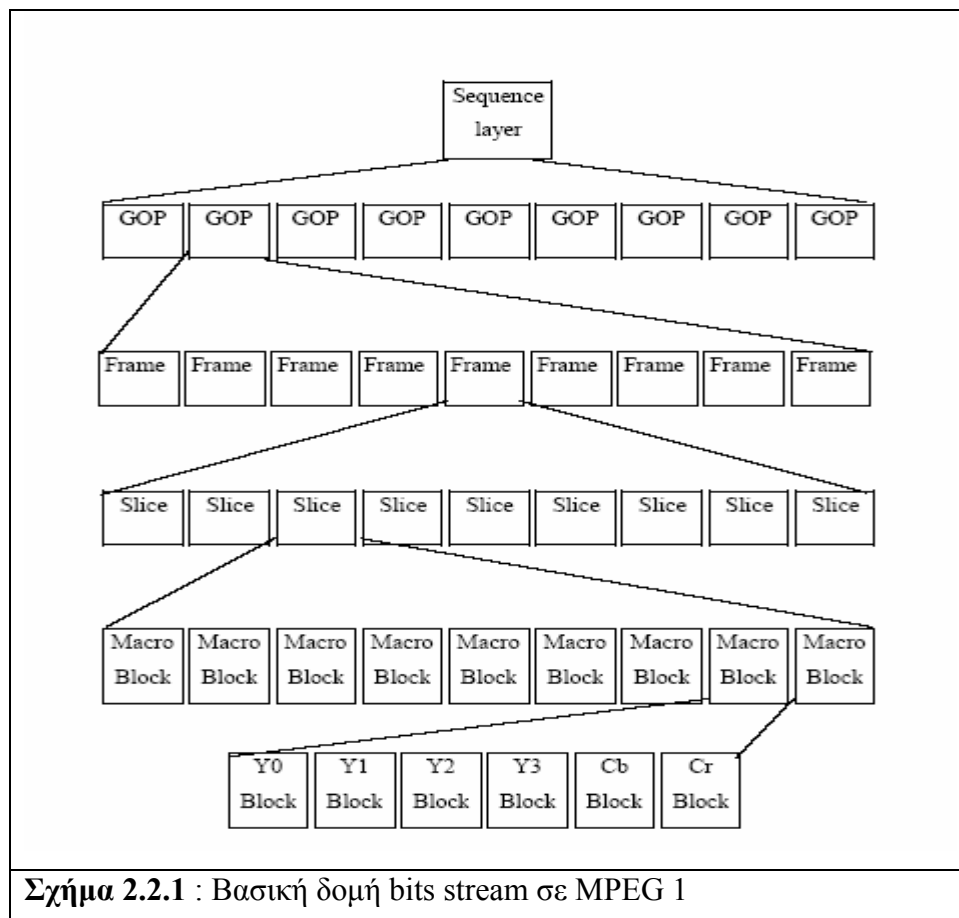 Sequence
layer
GOP GOP GOP GOP GOP GOP GOP GOP GOP
Frame Frame Frame Frame Frame Frame Frame Frame Frame
Slice Slice Slice Slice Slice Slice Slice Slice Slice
Macro Macro Macro Macro Macro Macro Macro Macro Macro
Block Block Block Block Block Block Block Block Block
Y0 Y1 Y2 Y3 Cb Cr
Block Block Block Block Block Block
Σχήμα 2.2.1 : Βασική δομή bits stream σε MPEG 1